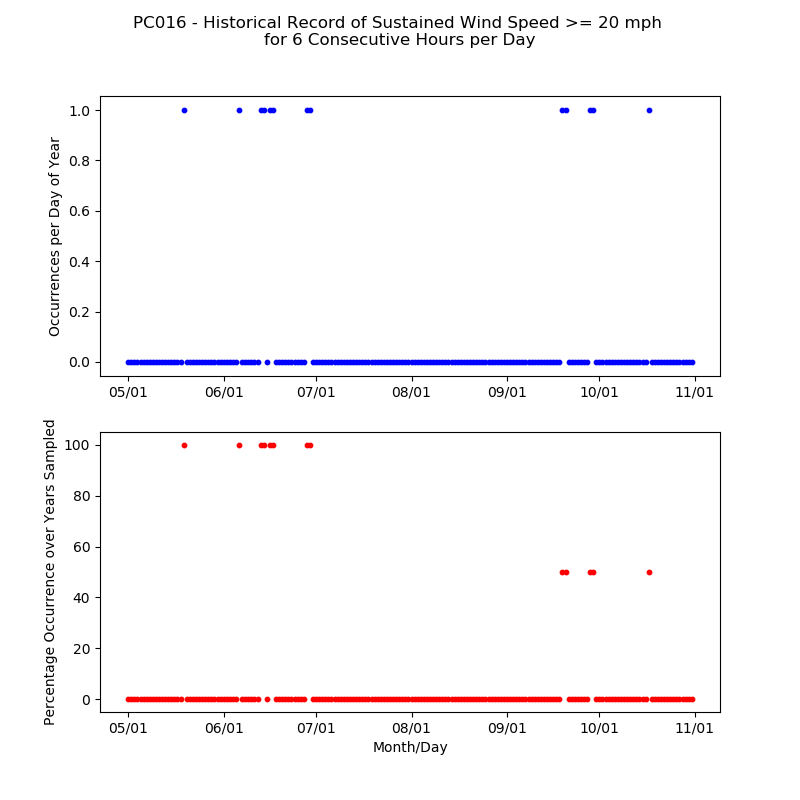 PC016 - Historical Record of Sustained Wind Speed >= 20 mph
for 6 Consecutive Hours per Day
Occurrences per Day of Year
1.0
0.8
0.6
0.4
0.2
0.0
05/01 06/01 07/01 08/01 09/01 10/01 11/01
Percentage Occurrence over Years Sampled
100
80
60
40
20
0
05/01 06/01 07/01 08/01 09/01 10/01 11/01
Month/Day